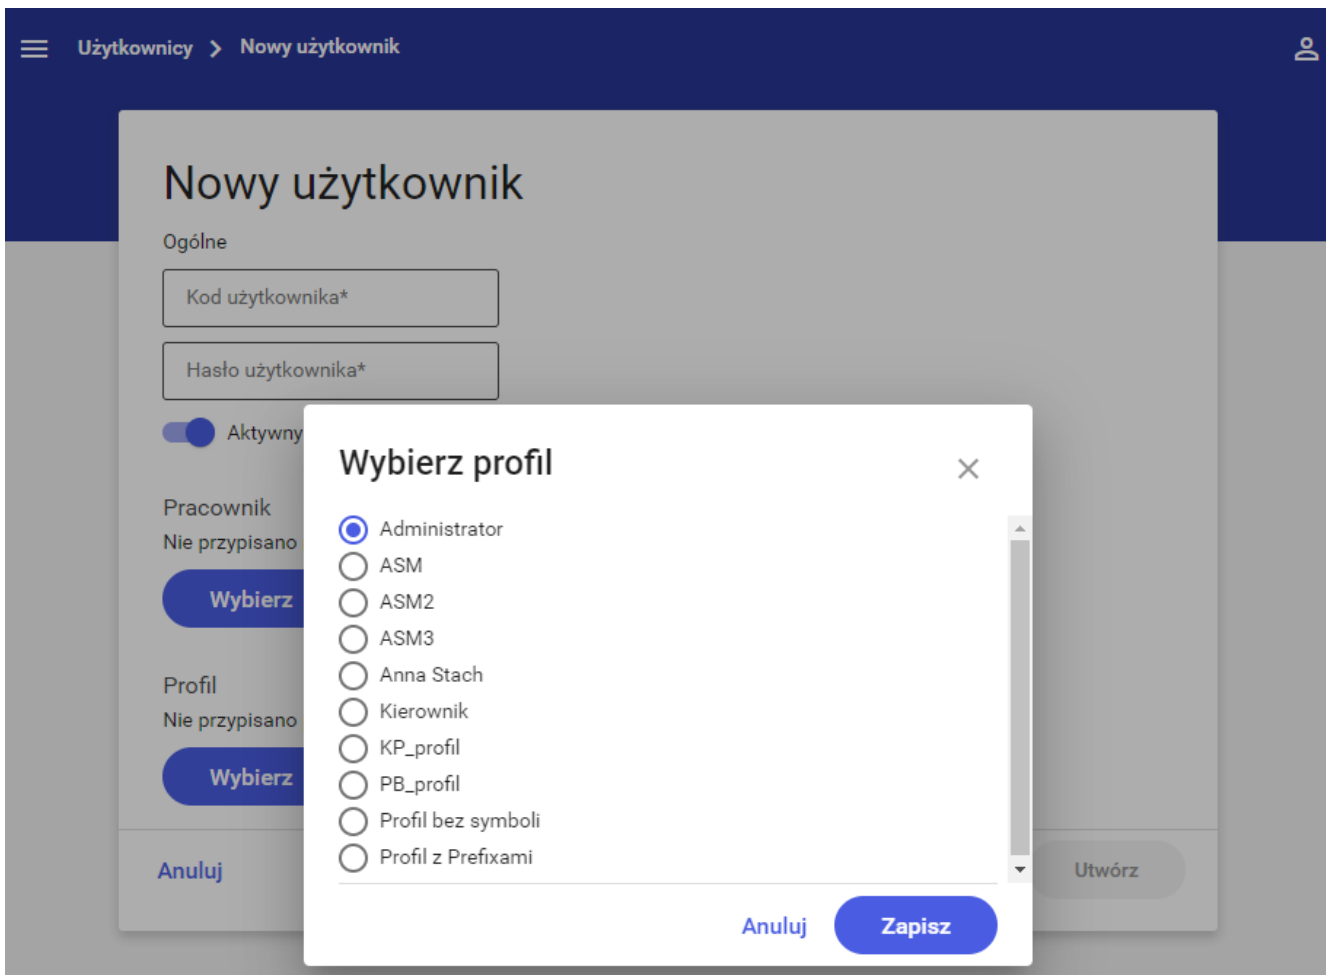 Użytkownicy > Nowy użytkownik
Nowy użytkownik
Ogólne
Kod użytkownika*
Hasło użytkownika*
Aktywny
Pracownik
Nie przypisano
Wybierz
Profil
Nie przypisano
Wybierz
Anuluj
Utwórz
Wybierz profil
Administrator
ASM
ASM2
ASM3
Anna Stach
Kierownik
KP_profil
PB_profil
Profil bez symboli
Profil z Prefixami
Anuluj
Zapisz